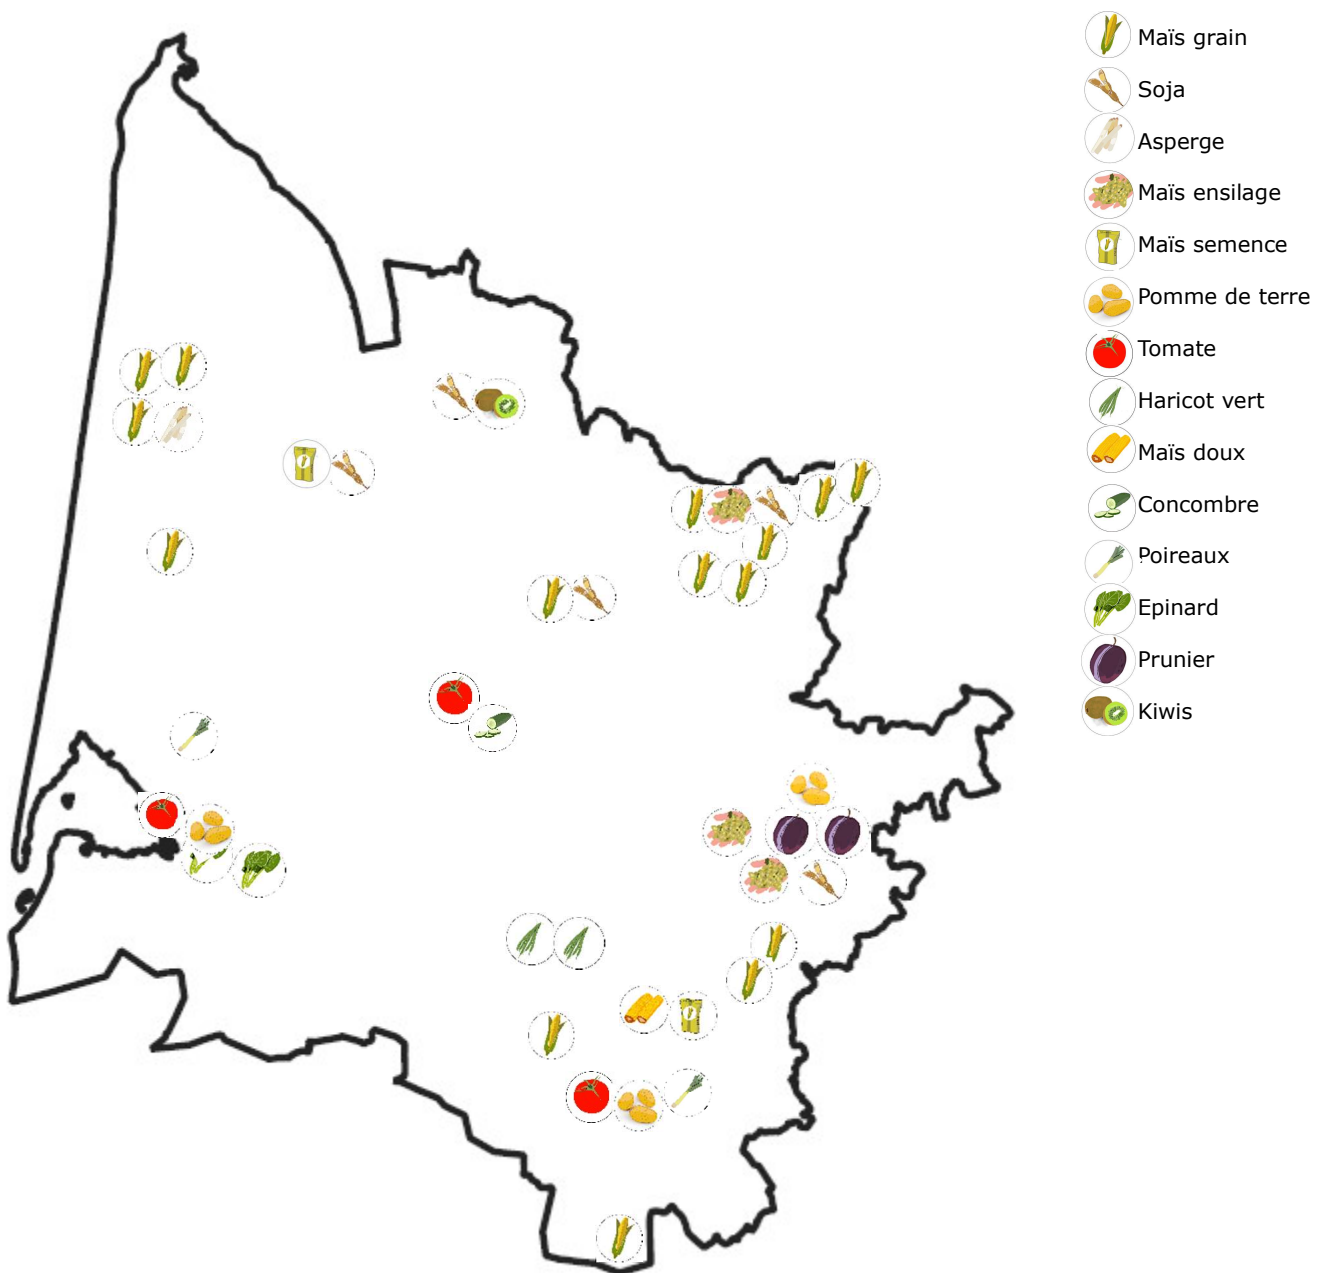 Maïs grain
Soja
Asperge
Maïs ensilage
Maïs semence
Pomme de terre
Tomate
Haricot vert
Maïs doux
Concombre
Poireaux
Epinard
Prunier
Kiwis